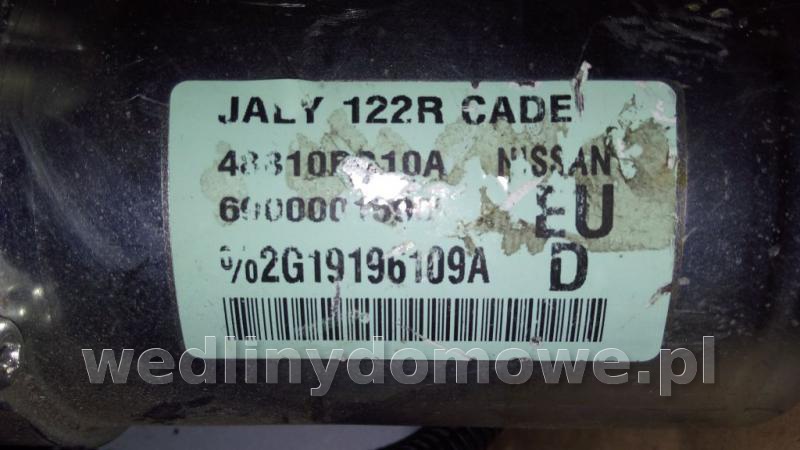 JALY 122R CADE
NISSAN
EU
%2G19196109A D
wedlinydomowe.pl